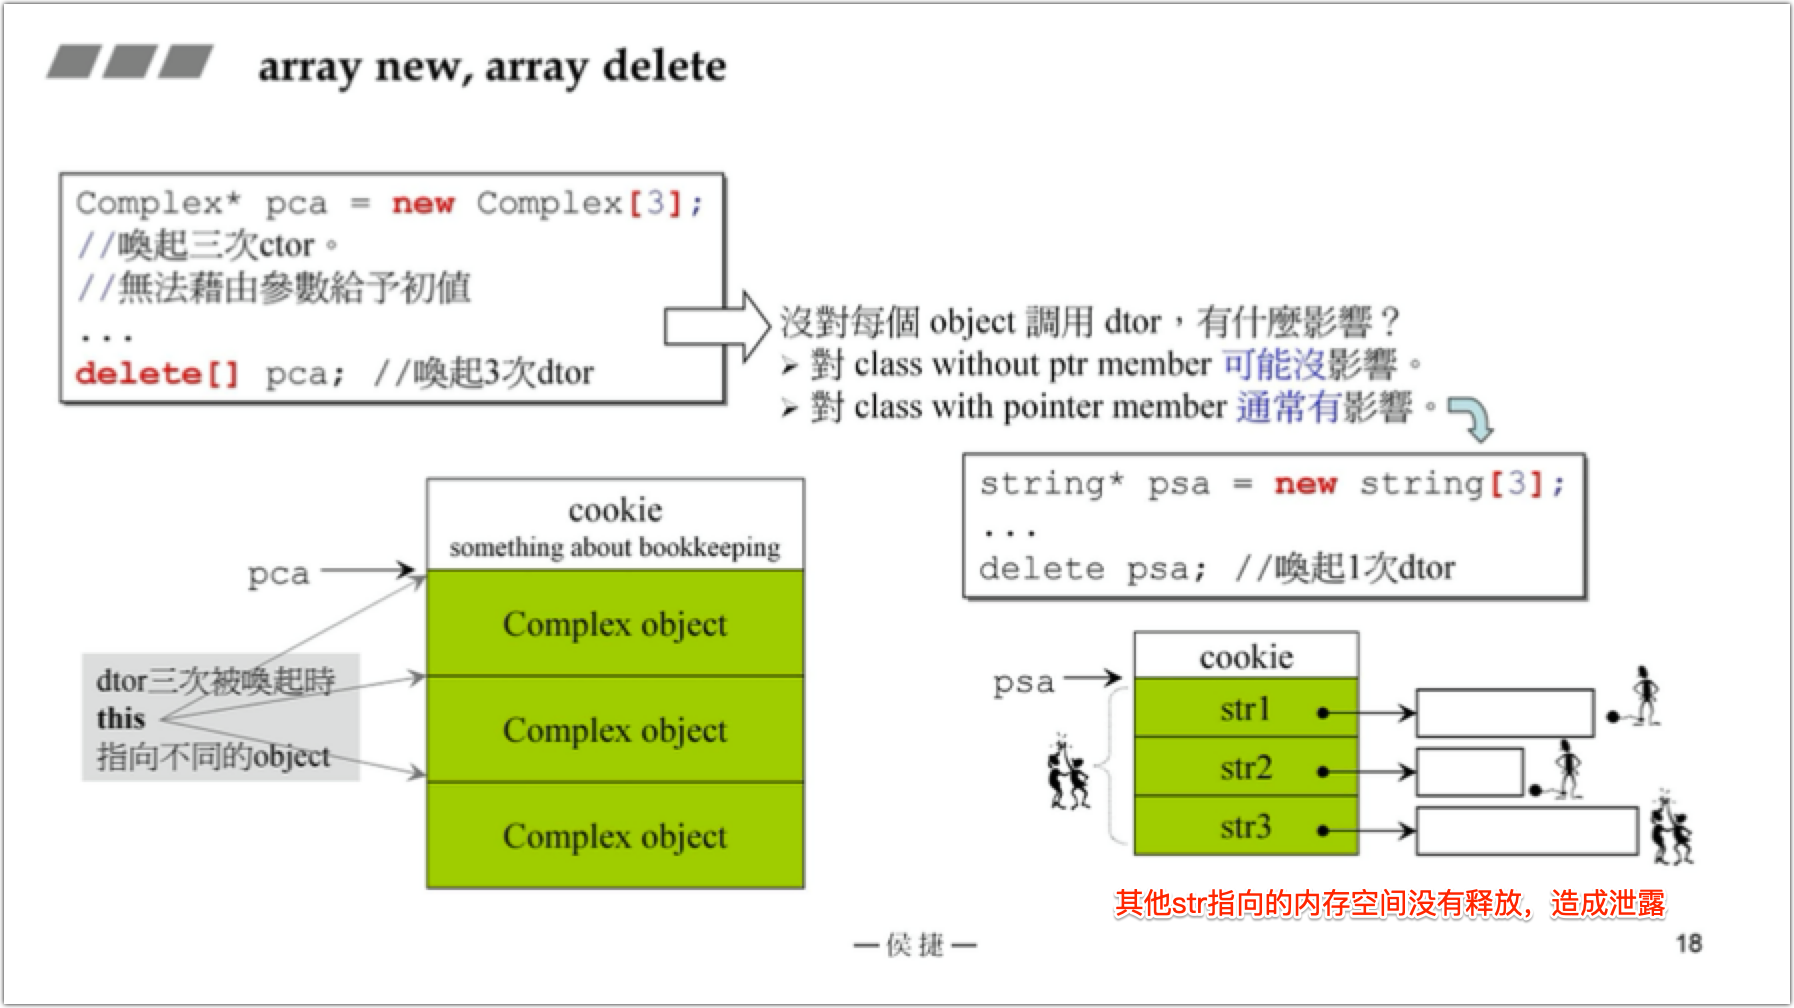 array new, array delete
Complex* pca = new Complex[3];
//喚起三次ctor。
//無法藉由參數給予初值
...
delete[] pca; //喚起3次dtor
沒對每個 object 調用 dtor，有什麼影響？
➢ 對 class without ptr member 可能沒影響。
➢ 對 class with pointer member 通常有影響。
string* psa = new string[3];
...
delete psa; //喚起1次dtor
cookie
something about bookkeeping
pca
Complex object
Complex object
Complex object
dtor三次被喚起時
this
指向不同的object
cookie
psa
str1
str2
str3
其他str指向的内存空间没有释放，造成泄露
—侯捷—
18